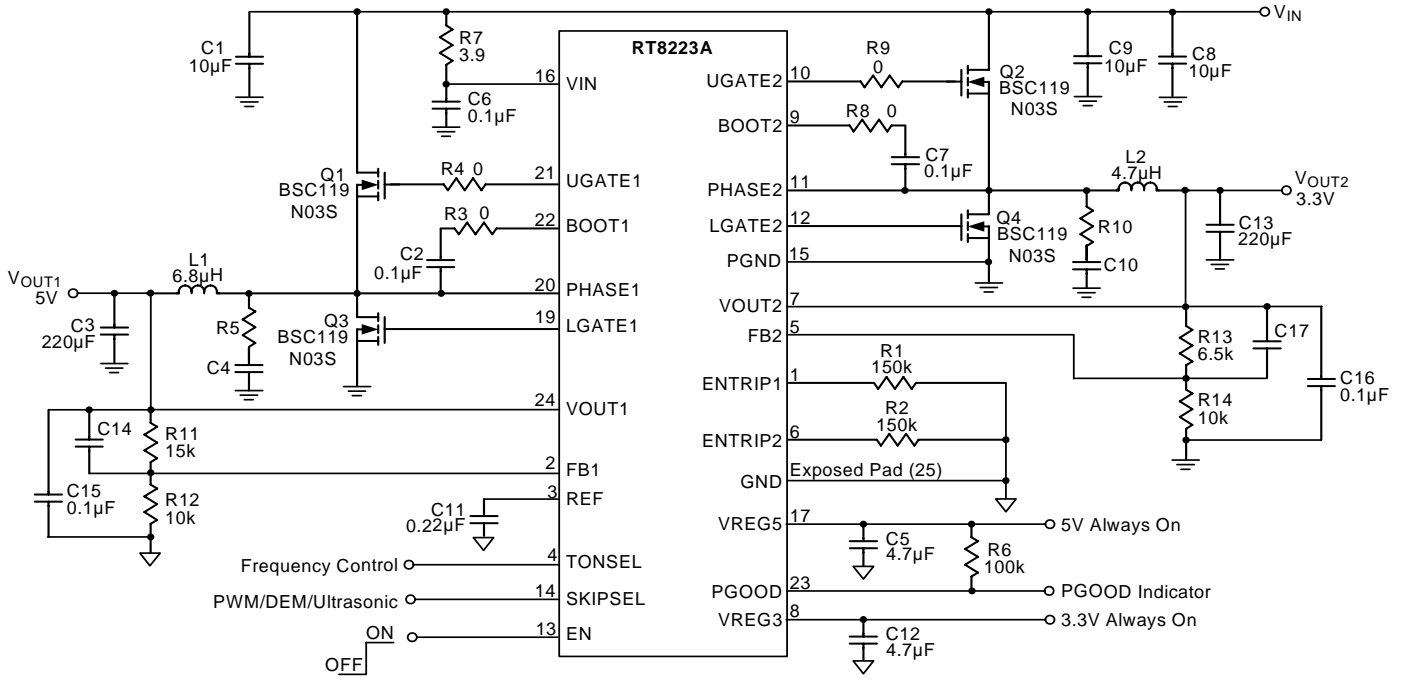 V_IN
C1
10µF
R7
3.9
RT8223A
R9
0
Q2
BSC119
N03S
C9
10µF
C8
10µF
16
VIN
UGATE2
10
C6
0.1µF
BOOT2
9
R8 0
C7
0.1µF
Q1
BSC119
N03S
R4 0
21
UGATE1
PHASE2
11
L2
4.7µH
V_OUT2
3.3V
R3 0
22
BOOT1
LGATE2
12
Q4
BSC119
N03S
R10
C13
220µF
C2
0.1µF
PGND
15
C10
L1
6.8µH
V_OUT1
5V
20
PHASE1
VOUT2
7
C3
220µF
R5
Q3
BSC119
N03S
19
LGATE1
FB2
5
R13
6.5k
C17
C4
R1
150k
ENTRIP1
1
C16
0.1µF
R14
10k
24
VOUT1
R2
150k
C14
R11
15k
ENTRIP2
6
2
FB1
GND
Exposed Pad (25)
C15
0.1µF
R12
10k
3
REF
C11
0.22µF
VREG5
17
5V Always On
C5
4.7µF
R6
100k
Frequency Control
4
TONSEL
PGOOD
23
PGOOD Indicator
PWM/DEM/Ultrasonic
14
SKIPSEL
VREG3
8
3.3V Always On
ON
OFF
13
EN
C12
4.7µF